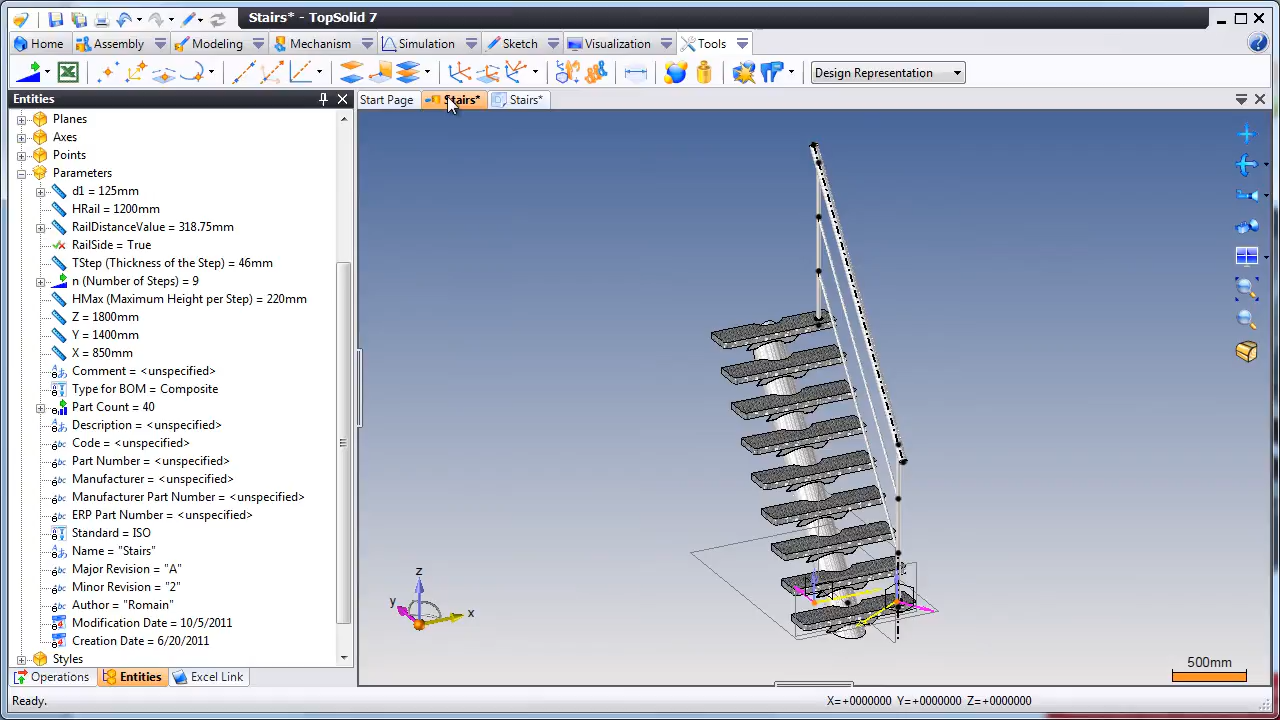 Stairs* - TopSolid 7
Home Assembly Modeling Mechanism Simulation Sketch Visualization Tools
Design Representation
Entities
Start Page Stairs* Stairs*
Planes
Axes
Points
Parameters
d1 = 125mm
HRail = 1200mm
RailDistanceValue = 318.75mm
RailSide = True
TStep (Thickness of the Step) = 46mm
n (Number of Steps) = 9
HMax (Maximum Height per Step) = 220mm
Z = 1800mm
Y = 1400mm
X = 850mm
Comment = <unspecified>
Type for BOM = Composite
Part Count = 40
Description = <unspecified>
Code = <unspecified>
Part Number = <unspecified>
Manufacturer = <unspecified>
Manufacturer Part Number = <unspecified>
ERP Part Number = <unspecified>
Standard = ISO
Name = "Stairs"
Major Revision = "A"
Minor Revision = "2"
Author = "Romain"
Modification Date = 10/5/2011
Creation Date = 6/20/2011
Styles
z
y
x
500mm
Operations Entities Excel Link
Ready.
X=+0000000 Y=+0000000 Z=+0000000